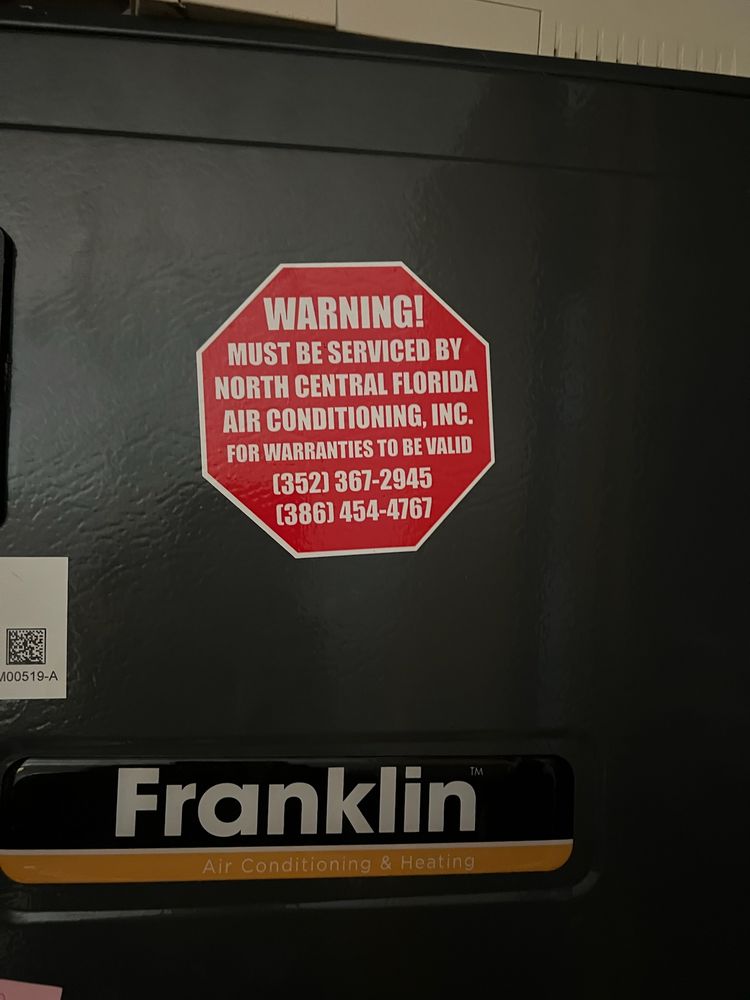 WARNING!
MUST BE SERVICED BY
NORTH CENTRAL FLORIDA
AIR CONDITIONING, INC.
FOR WARRANTIES TO BE VALID
(352) 367-2945
(386) 454-4767
M00519-A
Franklin™
Air Conditioning & Heating